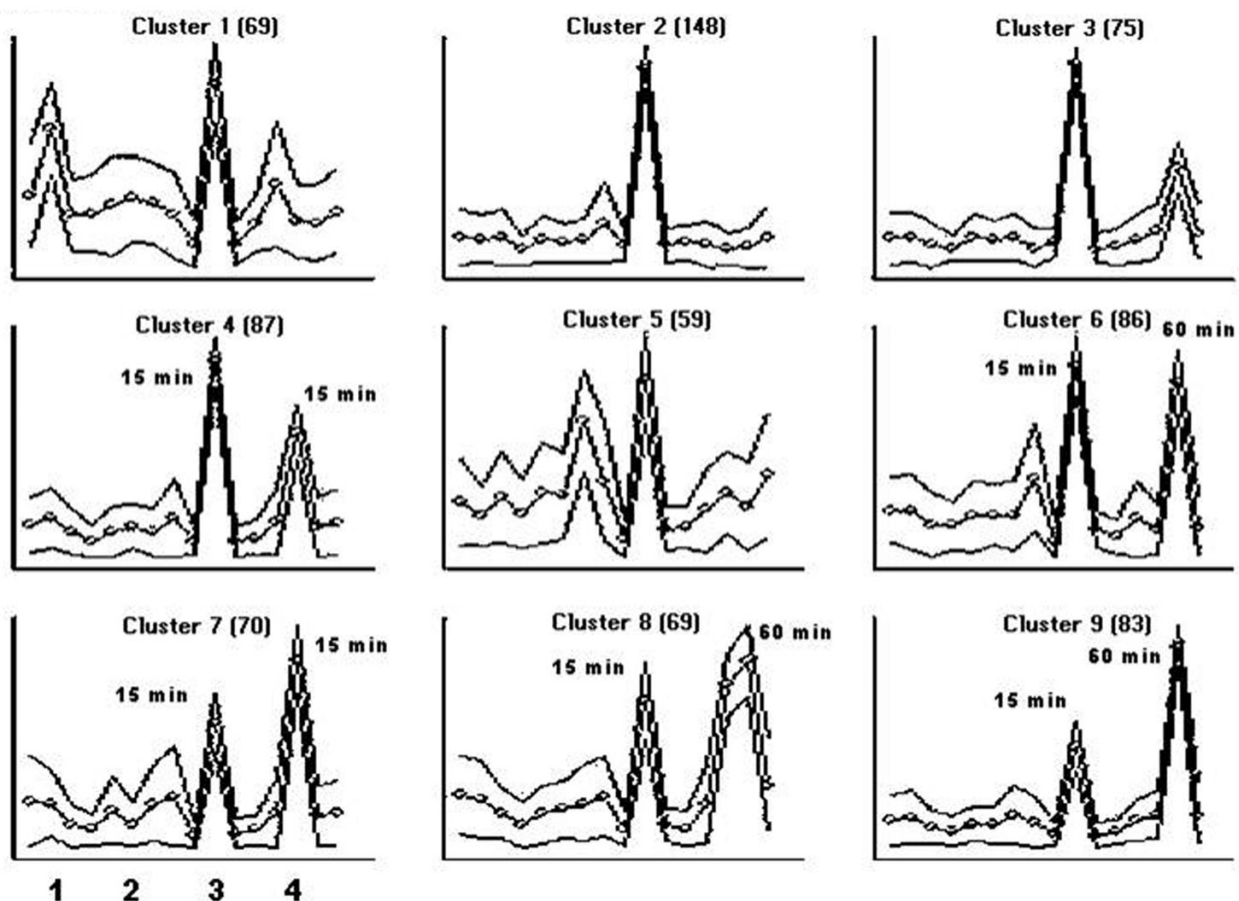 Cluster 1 (69)
Cluster 2 (148)
Cluster 3 (75)
Cluster 4 (87)
15 min
15 min
Cluster 5 (59)
Cluster 6 (86)
60 min
15 min
Cluster 7 (70)
15 min
15 min
Cluster 8 (69)
60 min
15 min
Cluster 9 (83)
60 min
15 min
1 2 3 4